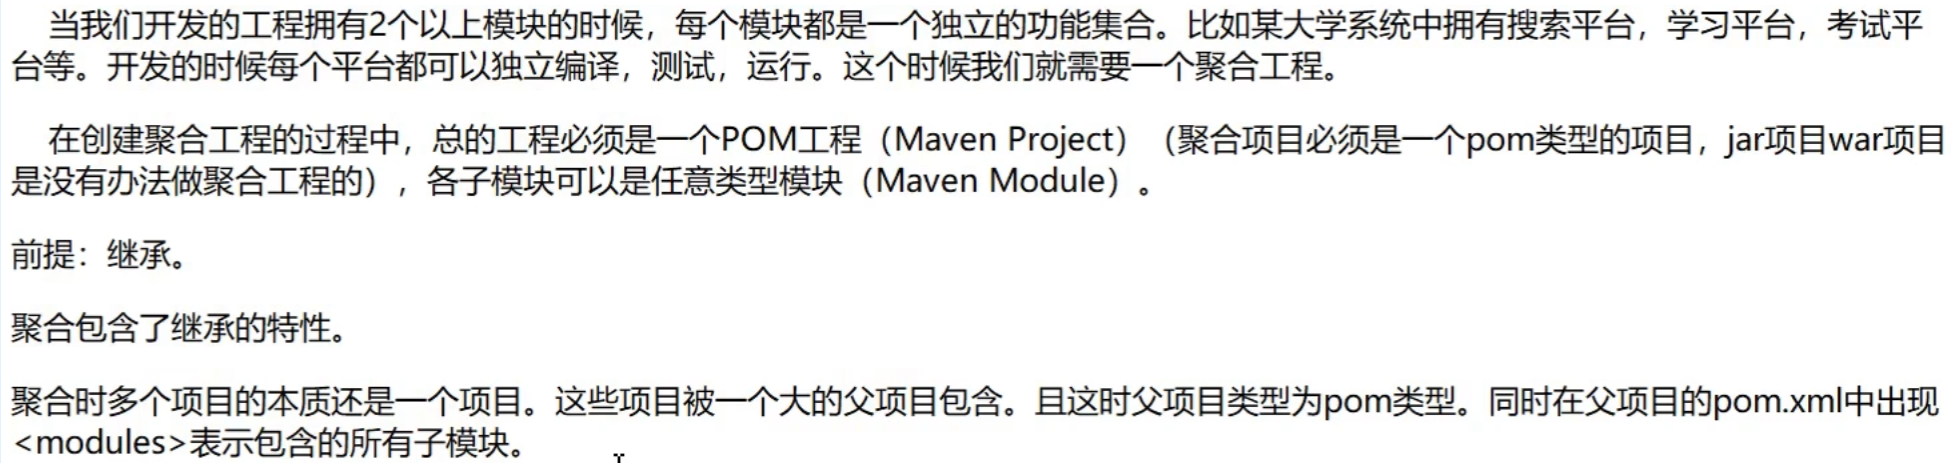 当我们开发的工程拥有2个以上模块的时候，每个模块都是一个独立的功能集合。比如某大学系统中拥有搜索平台，学习平台，考试平
台等。开发的时候每个平台都可以独立编译，测试，运行。这个时候我们就需要一个聚合工程。
在创建聚合工程的过程中，总的工程必须是一个POM工程（Maven Project）（聚合项目必须是一个pom类型的项目，jar项目war项目
是没有办法做聚合工程的），各子模块可以是任意类型模块（Maven Module）。
前提：继承。
聚合包含了继承的特性。
聚合时多个项目的本质还是一个项目。这些项目被一个大的父项目包含。且这时父项目类型为pom类型。同时在父项目的pom.xml中出现
<modules>表示包含的所有子模块。